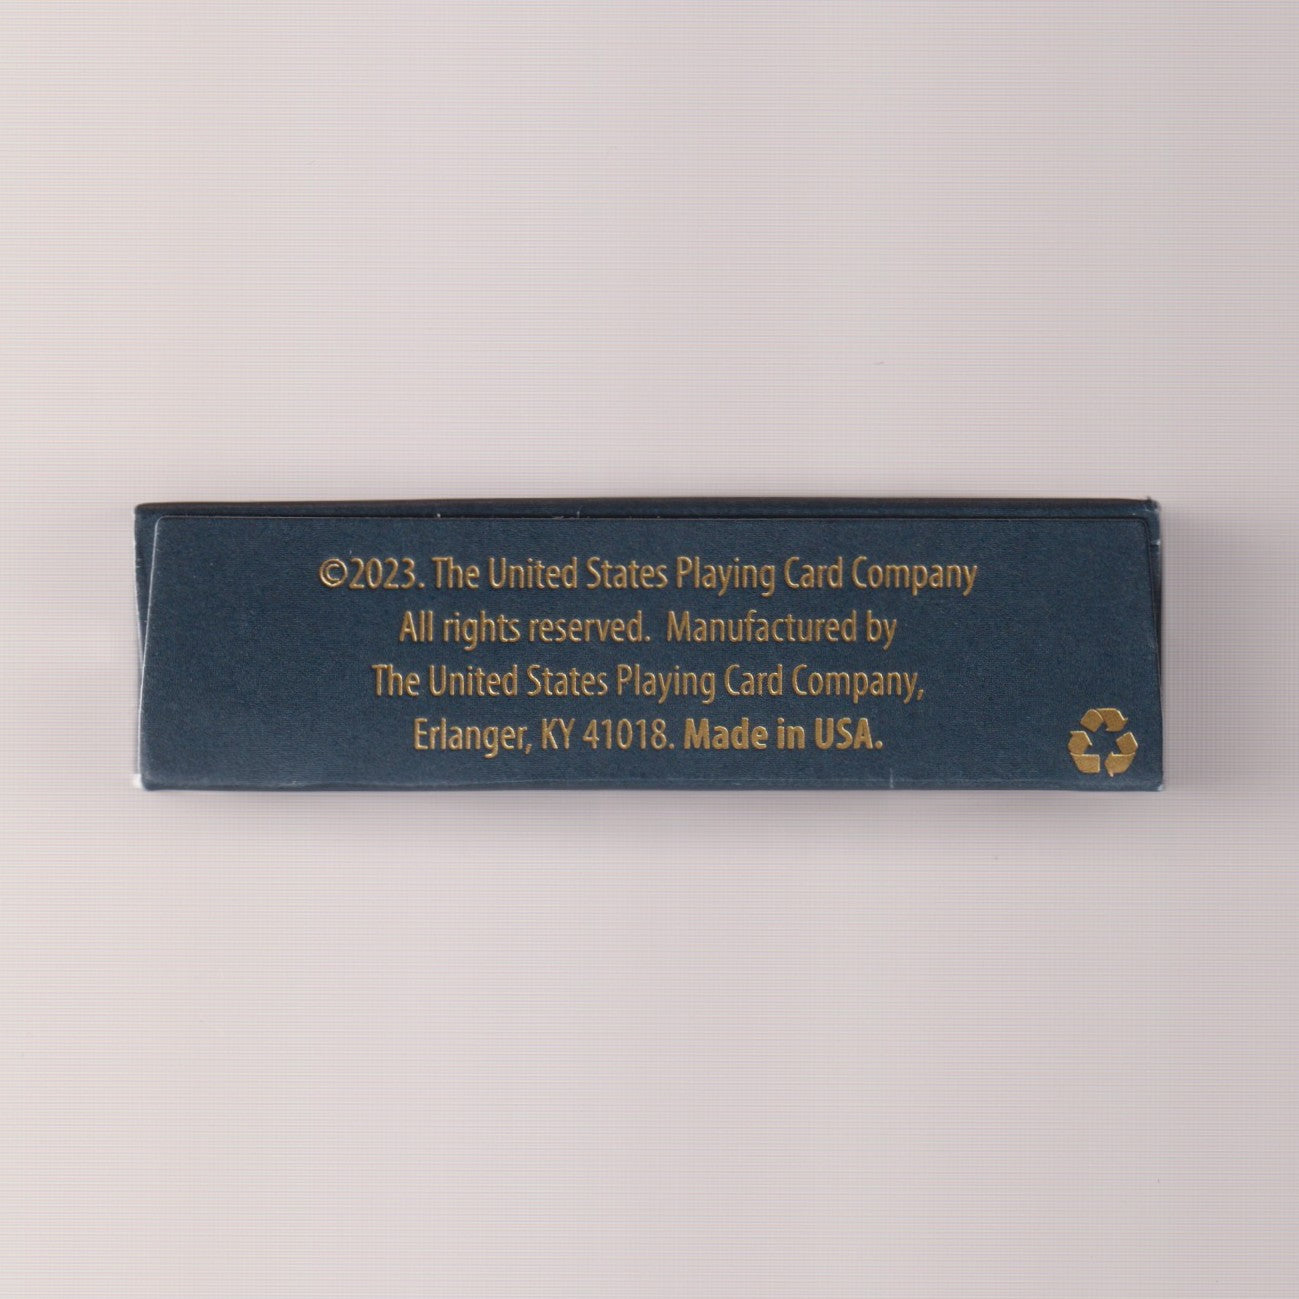 ©2023. The United States Playing Card Company
All rights reserved. Manufactured by
The United States Playing Card Company,
Erlanger, KY 41018. Made in USA.